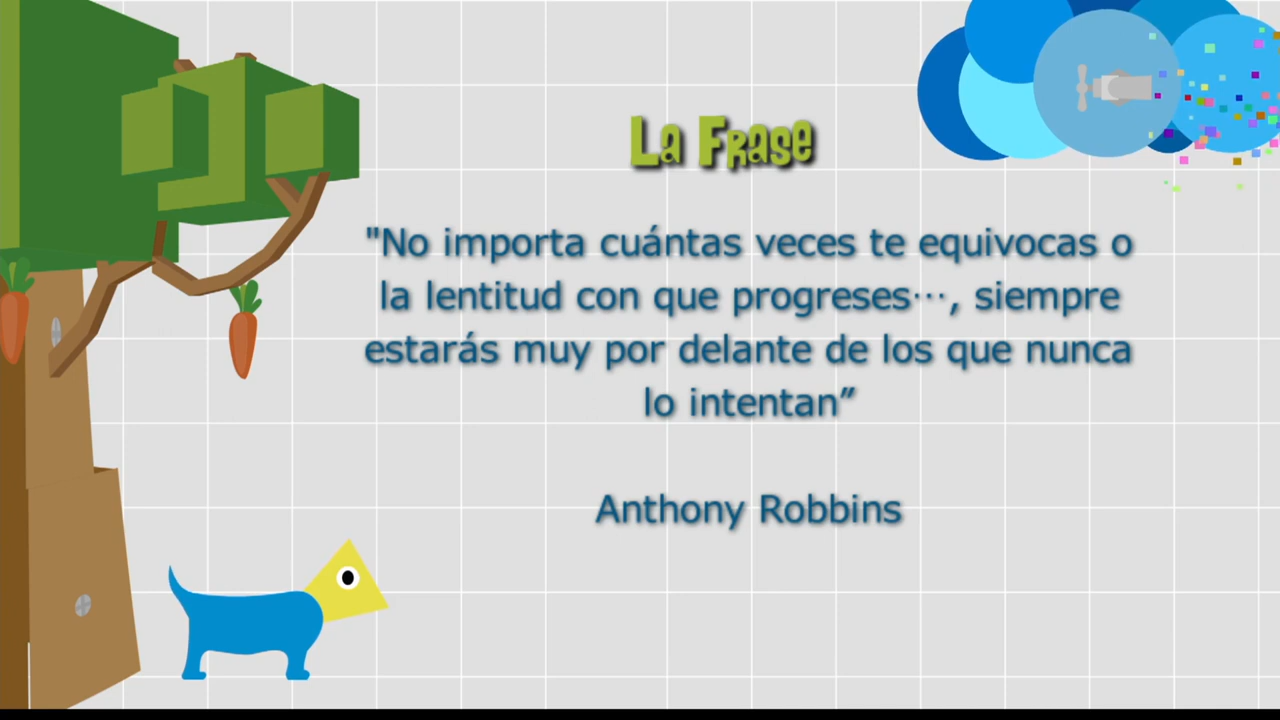 La Frase
"No importa cuántas veces te equivocas o
la lentitud con que progreses…, siempre
estarás muy por delante de los que nunca
lo intentan”
Anthony Robbins